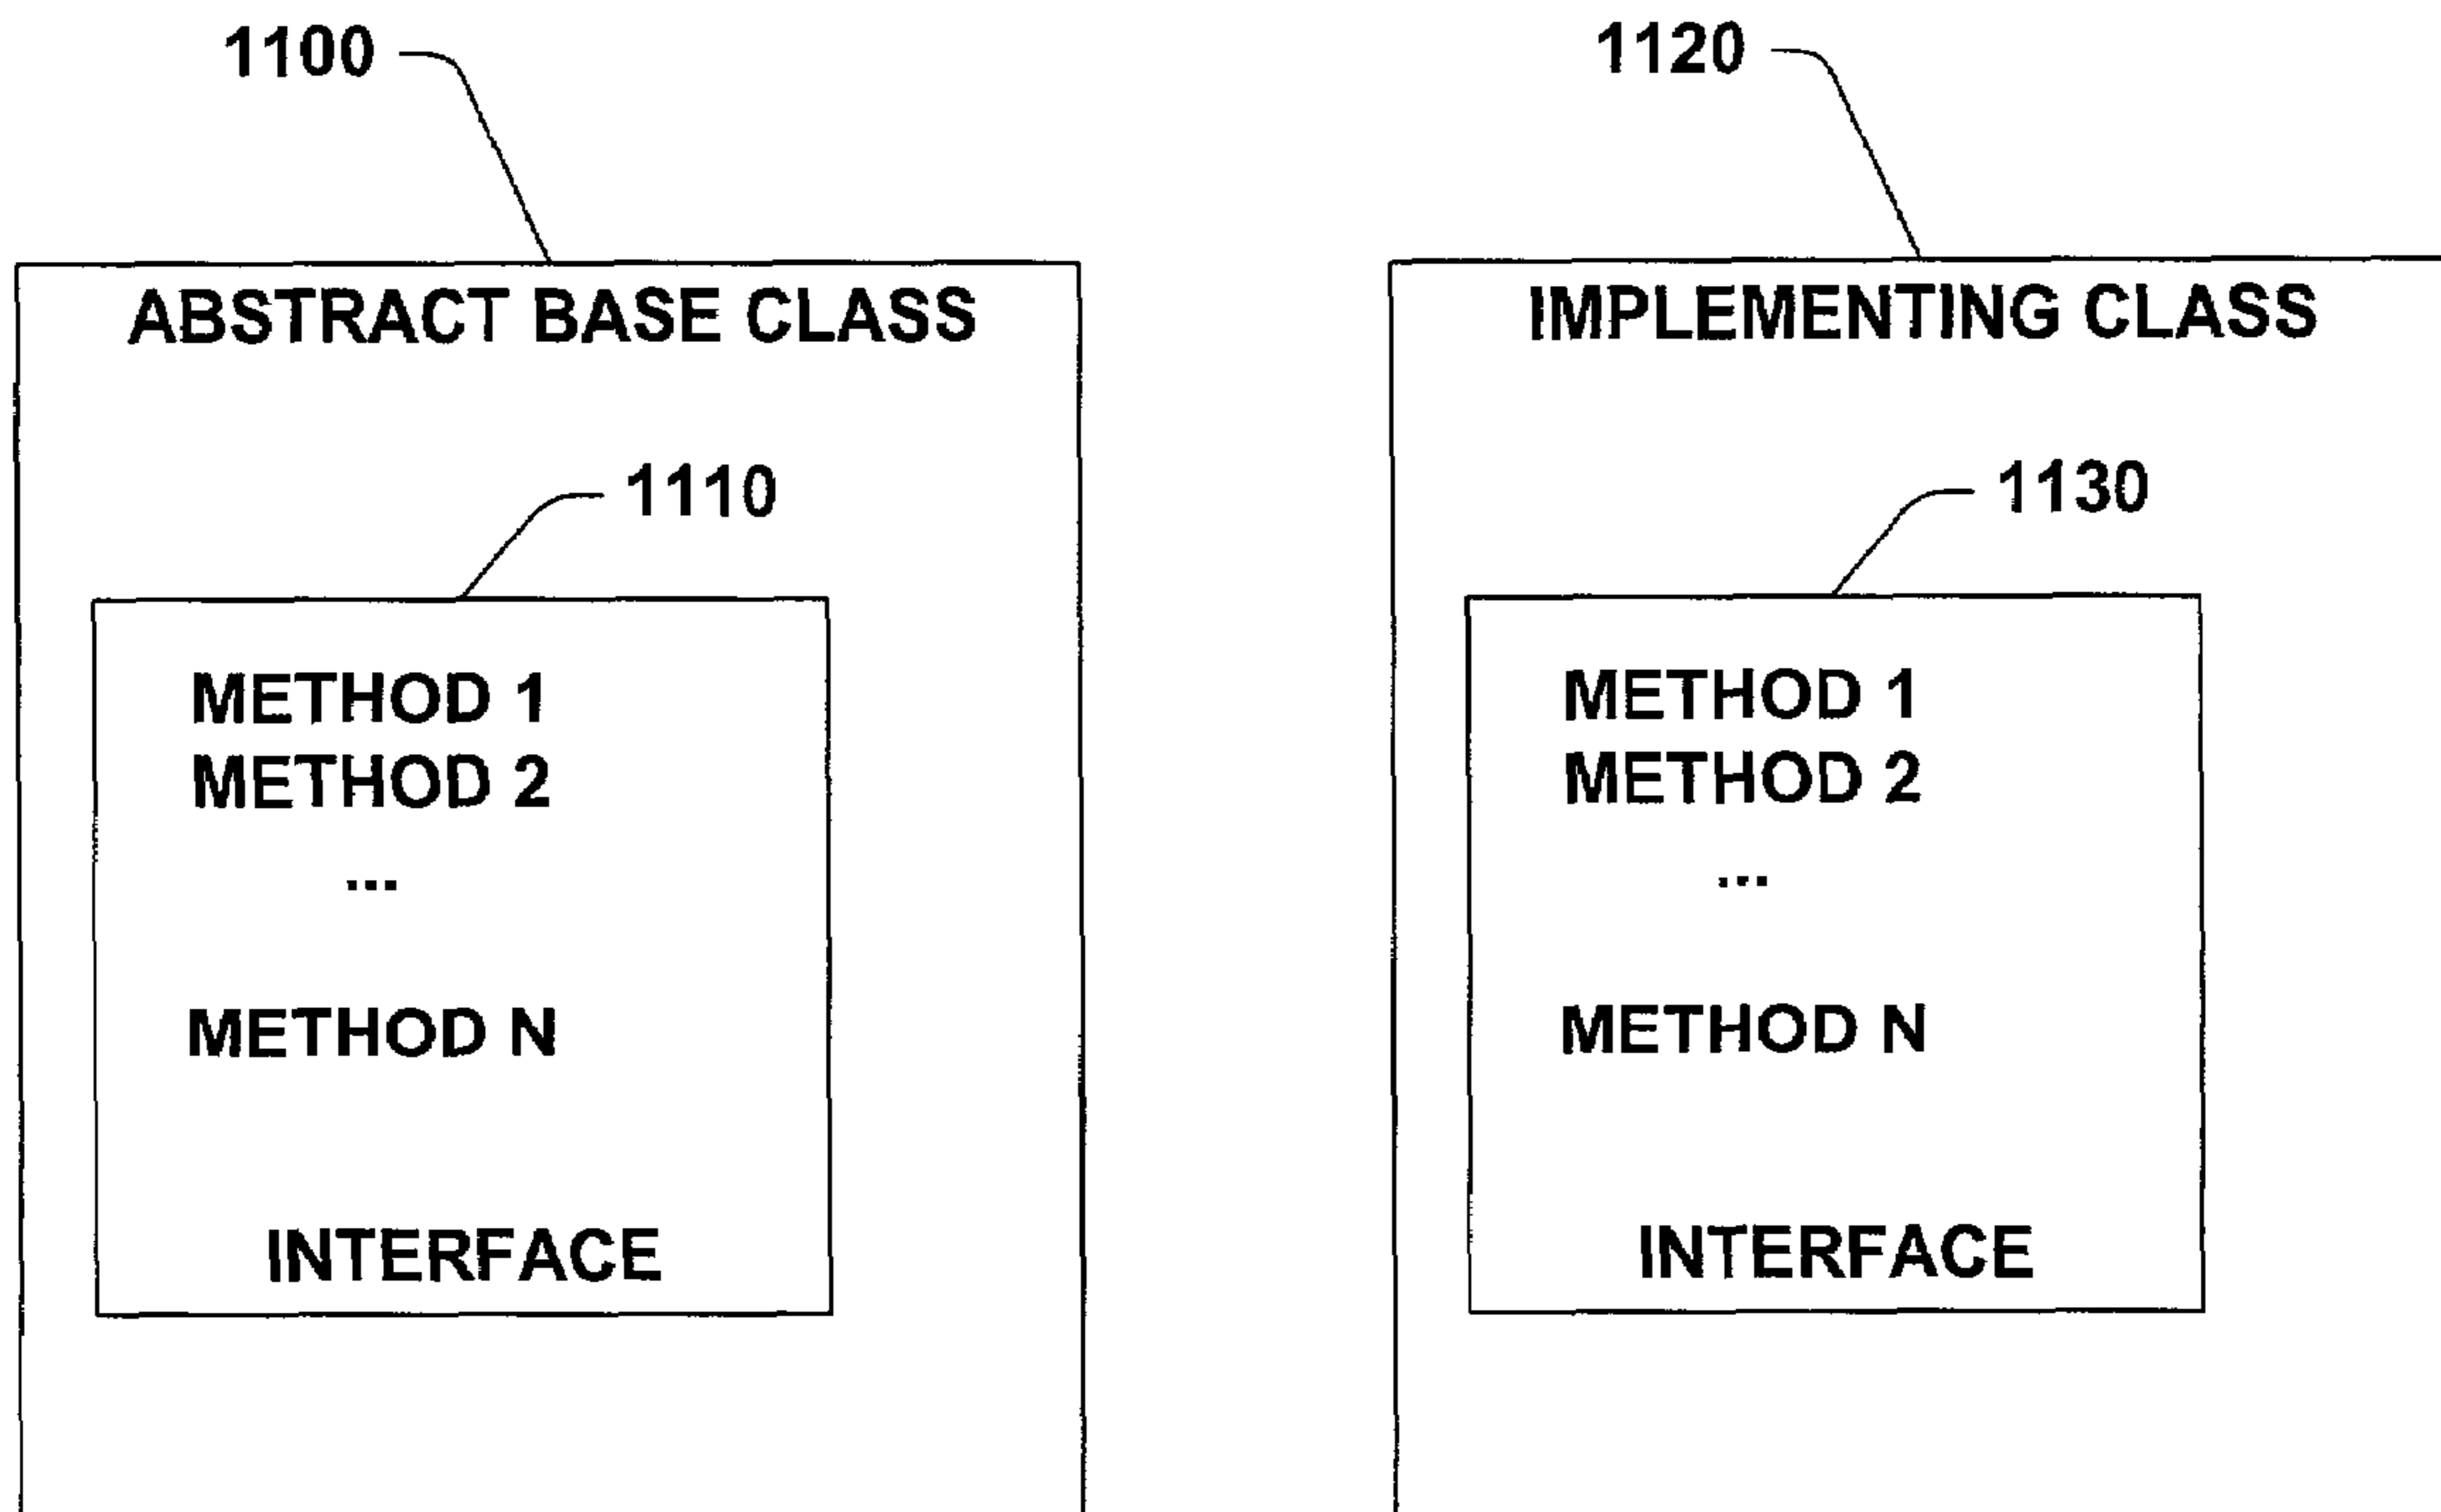 1100
ABSTRACT BASE CLASS
1110
METHOD 1
METHOD 2
...
METHOD N
INTERFACE
1120
IMPLEMENTING CLASS
1130
METHOD 1
METHOD 2
...
METHOD N
INTERFACE